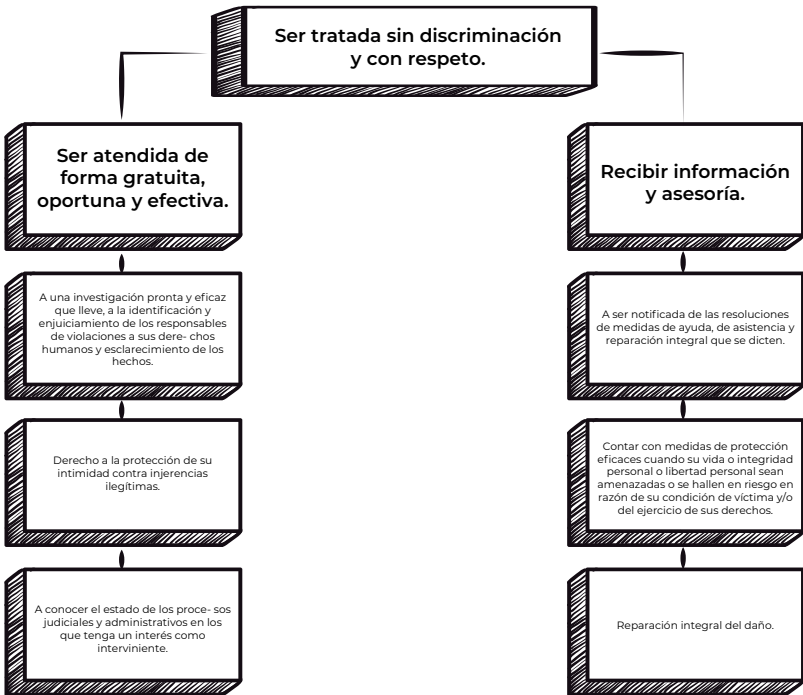 Ser tratada sin discriminación
y con respeto.
Ser atendida de
forma gratuita,
oportuna y efectiva.
A una investigación pronta y eficaz
que lleve, a la identificación y
enjuiciamiento de los responsables
de violaciones a sus dere- chos
humanos y esclarecimiento de los
hechos.
Derecho a la protección de su
intimidad contra injerencias
ilegítimas.
A conocer el estado de los proce- sos
judiciales y administrativos en los
que tenga un interés como
interviniente.
Recibir información
y asesoría.
A ser notificada de las resoluciones
de medidas de ayuda, de asistencia y
reparación integral que se dicten.
Contar con medidas de protección
eficaces cuando su vida o integridad
personal o libertad personal sean
amenazadas o se hallen en riesgo en
razón de su condición de víctima y/o
del ejercicio de sus derechos.
Reparación integral del daño.